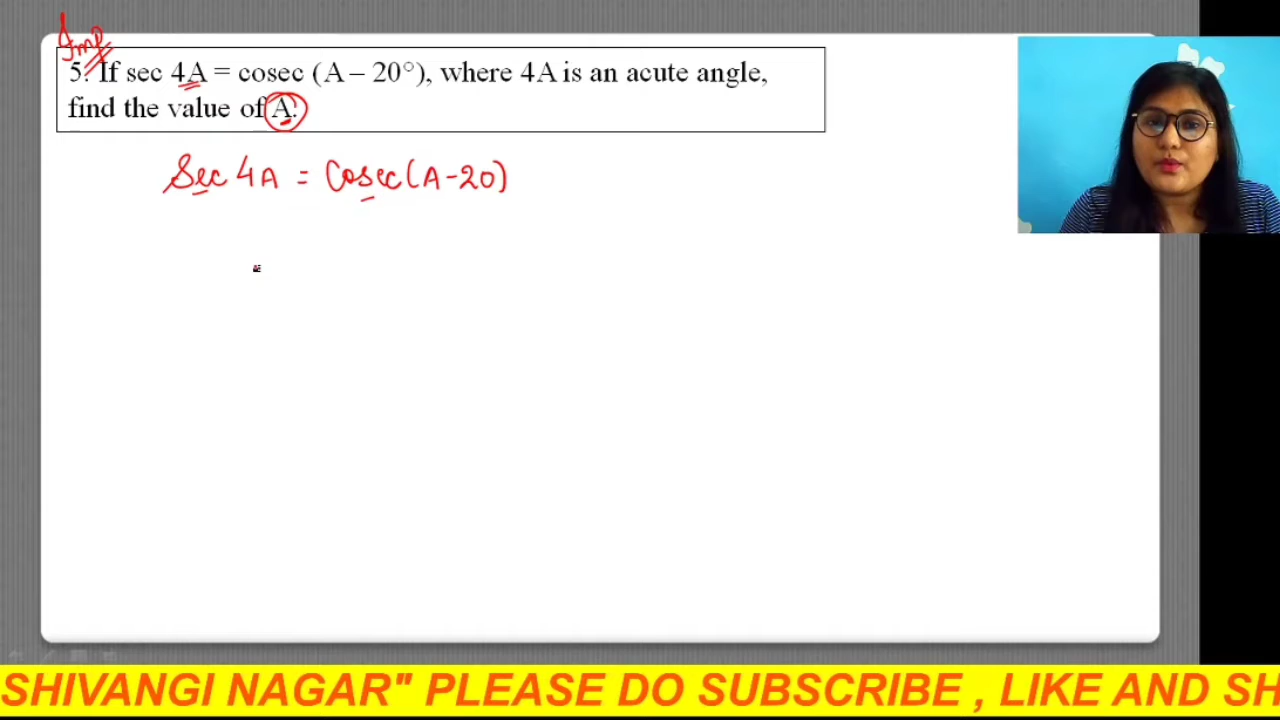 Imp
5. If sec 4A = cosec (A – 20°), where 4A is an acute angle,
find the value of A.
Sec 4A = Cosec(A-20)
SHIVANGI NAGAR" PLEASE DO SUBSCRIBE , LIKE AND SH